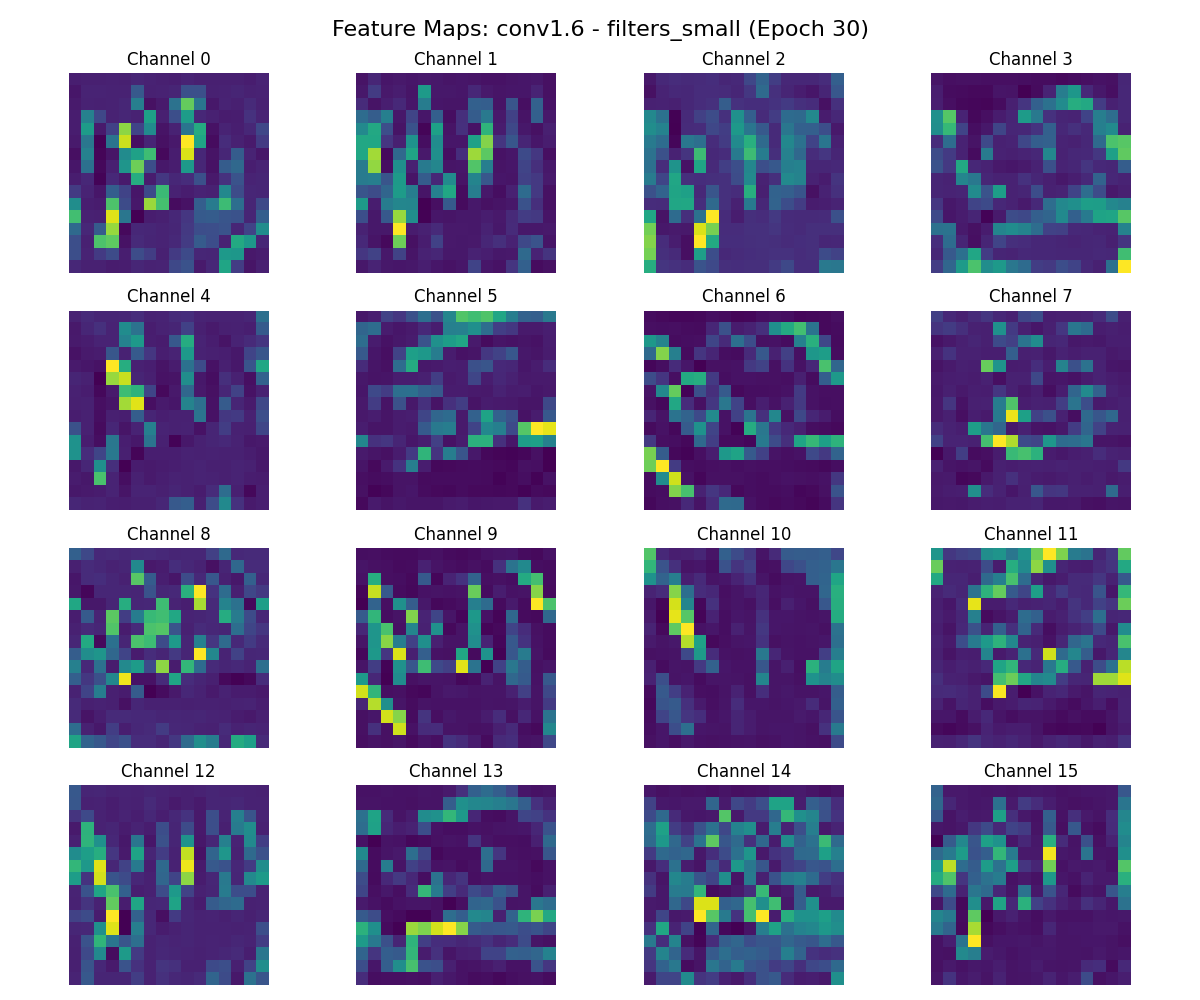 Feature Maps: conv1.6 - filters_small (Epoch 30)
Channel 0
Channel 1
Channel 2
Channel 3
Channel 4
Channel 5
Channel 6
Channel 7
Channel 8
Channel 9
Channel 10
Channel 11
Channel 12
Channel 13
Channel 14
Channel 15